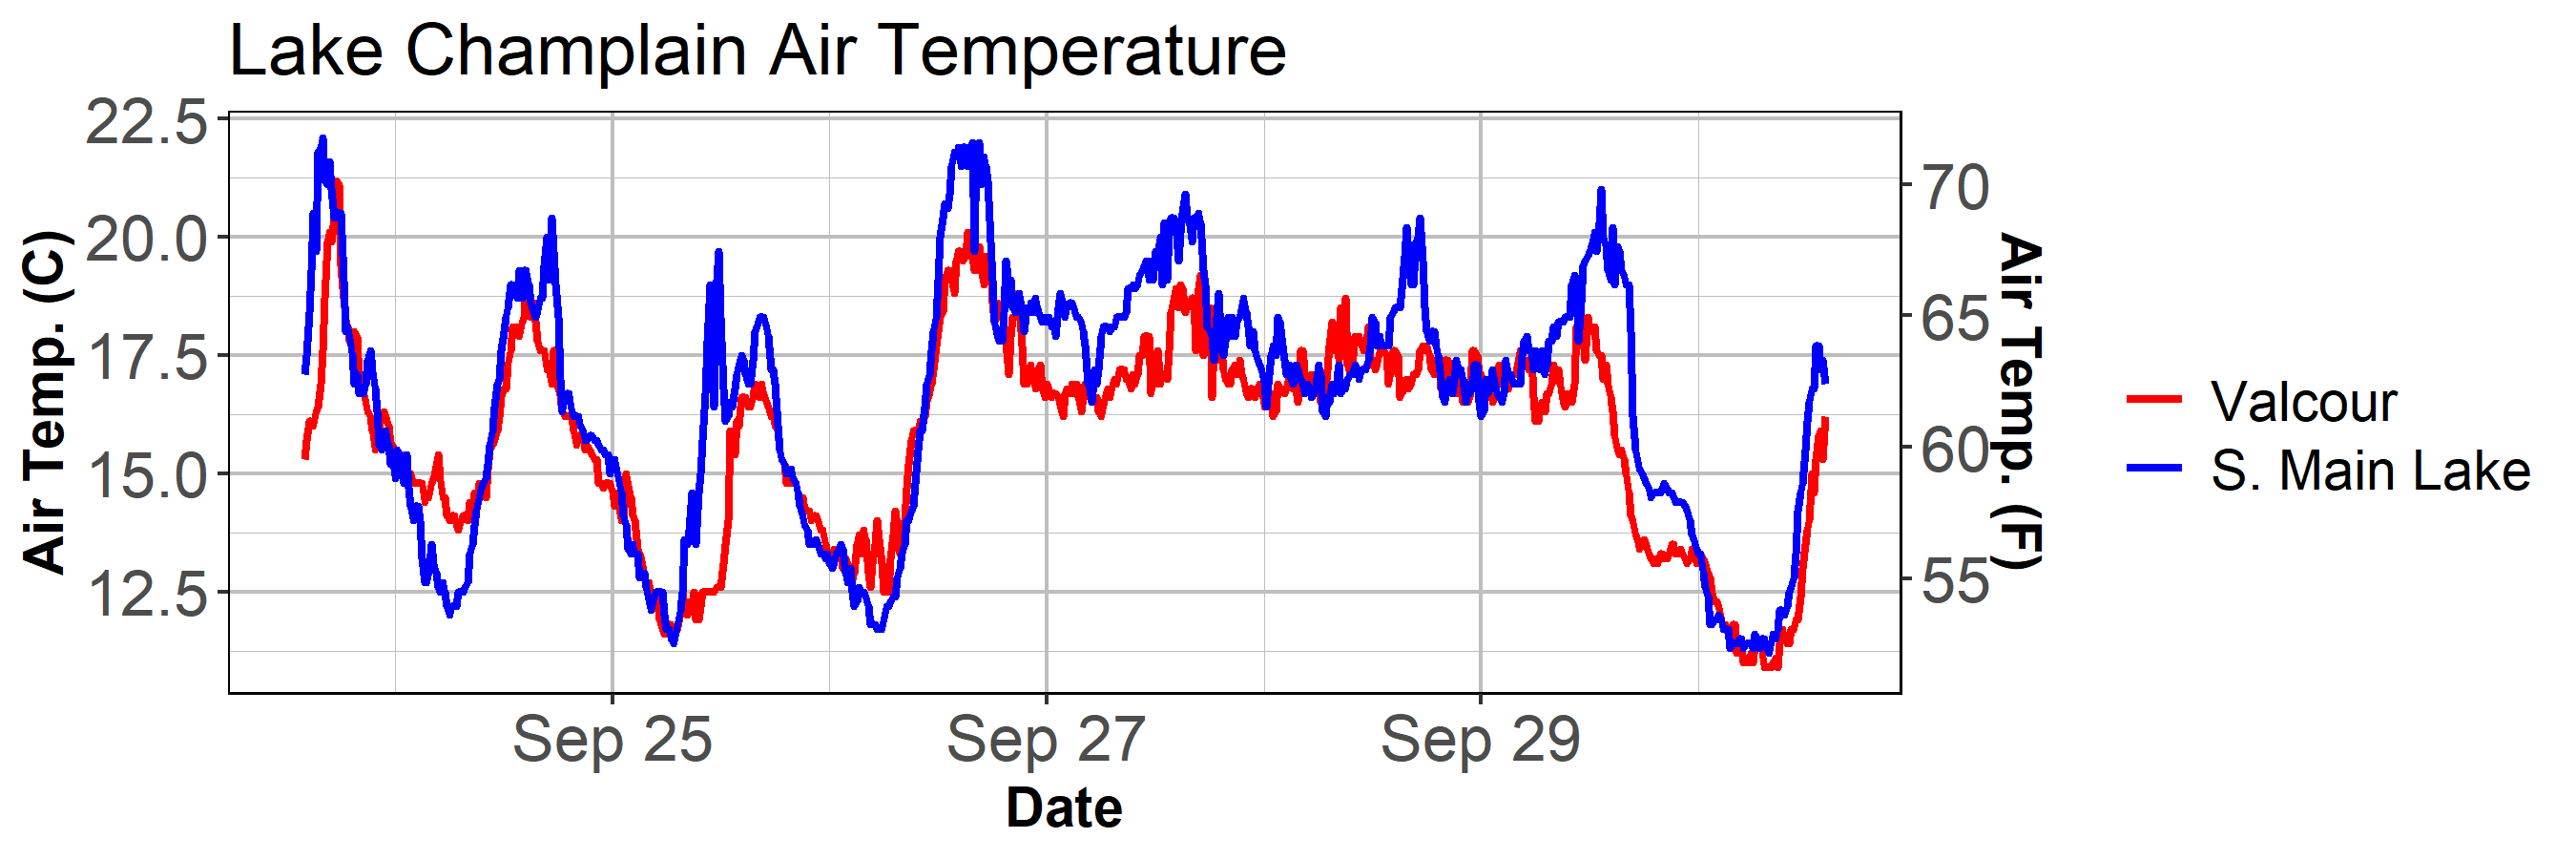 Lake Champlain Air Temperature
Air Temp. (C)
22.5
20.0
17.5
15.0
12.5
70
65
60
55
Air Temp. (F)
Sep 25
Sep 27
Sep 29
Date
Valcour
S. Main Lake